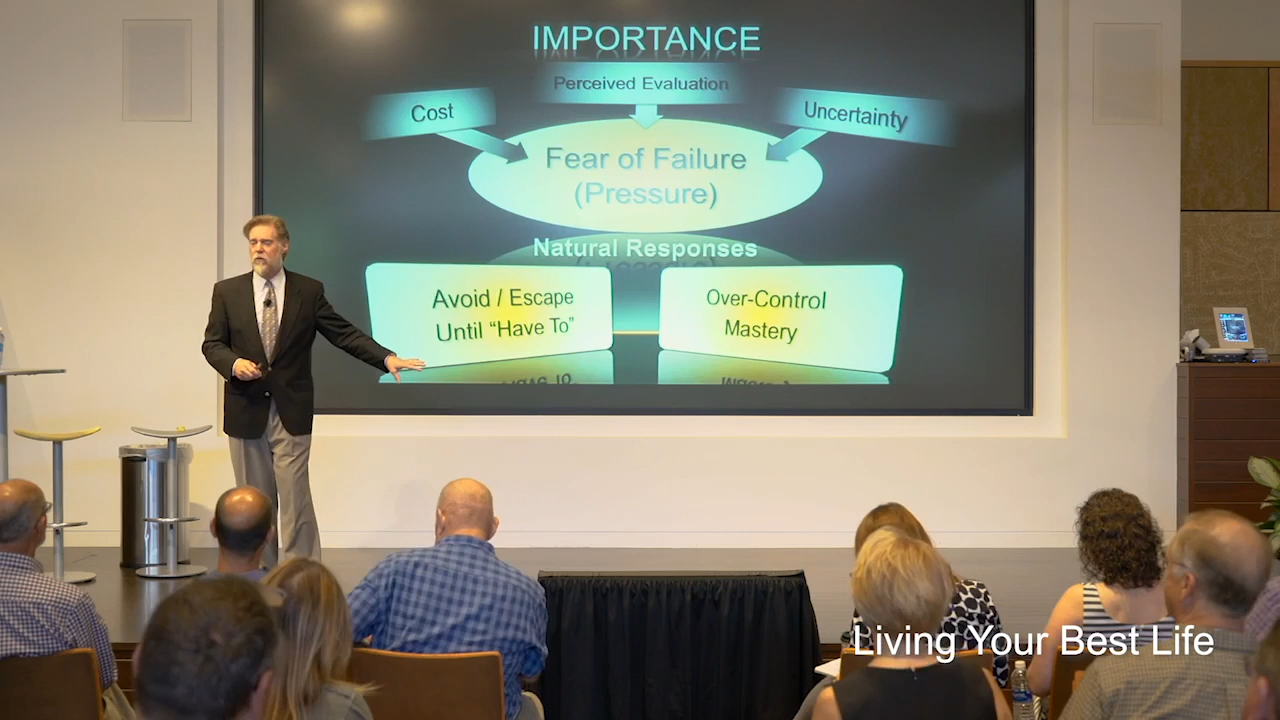 IMPORTANCE
Perceived Evaluation
Cost
Uncertainty
Fear of Failure
(Pressure)
Natural Responses
Avoid / Escape
Until “Have To”
Over-Control
Mastery
Living Your Best Life